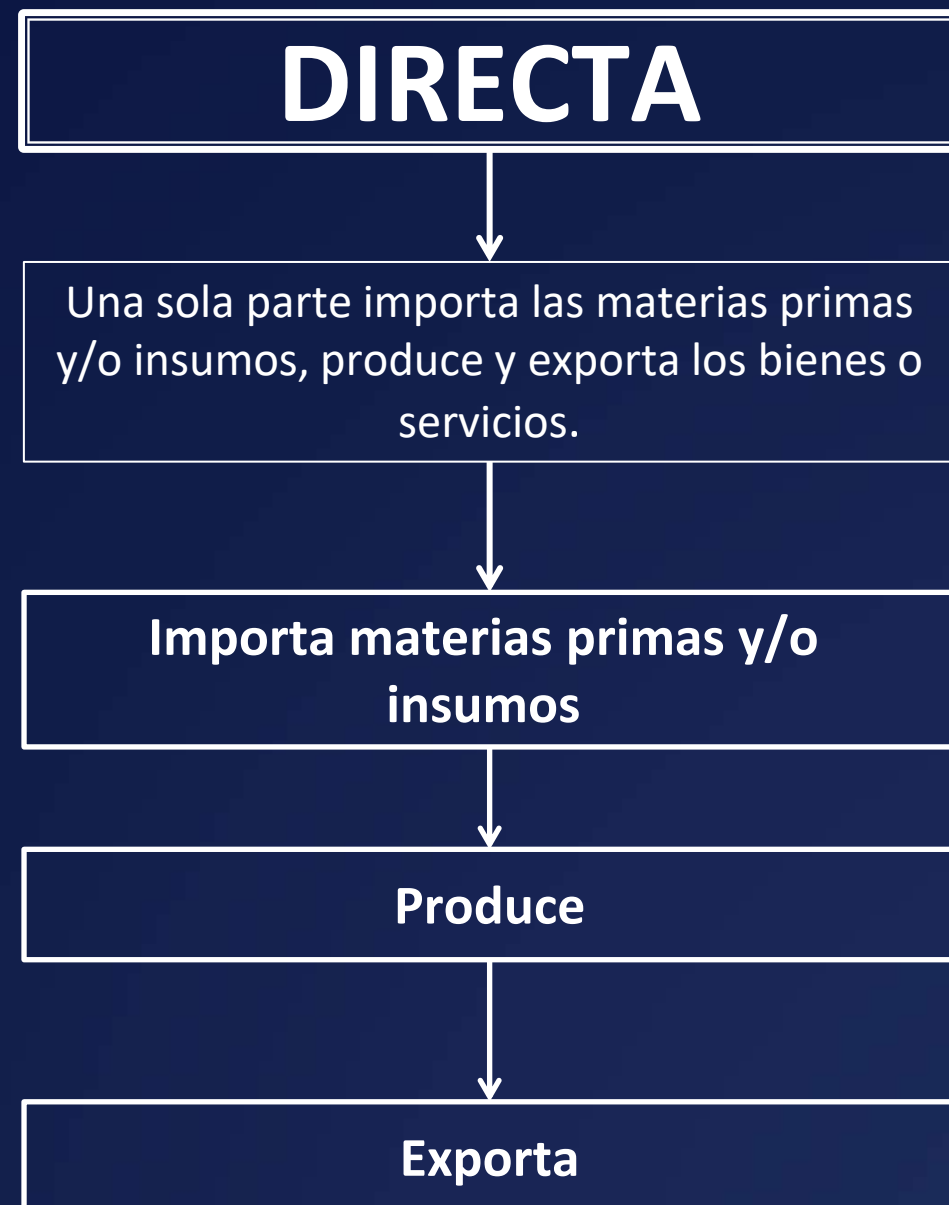 DIRECTA
Una sola parte importa las materias primas
y/o insumos, produce y exporta los bienes o
servicios.
Importa materias primas y/o
insumos
Produce
Exporta